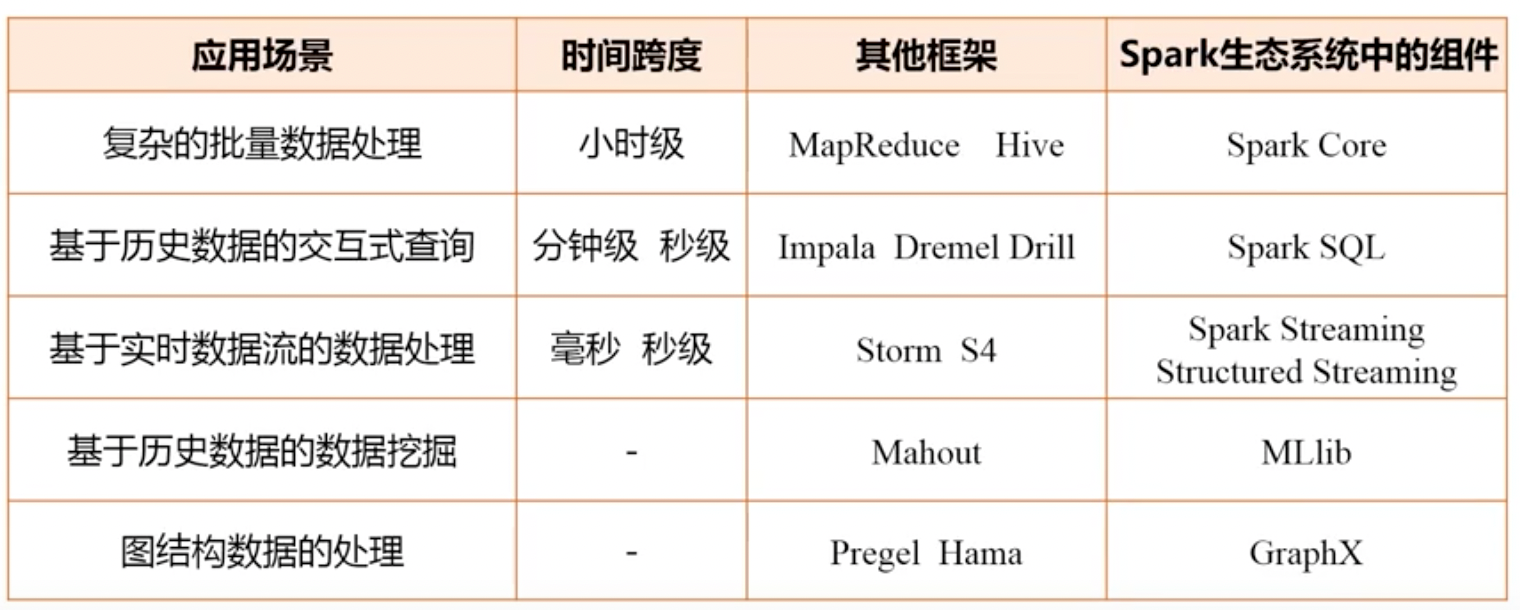 应用场景 时间跨度 其他框架 Spark生态系统中的组件
复杂的批量数据处理 小时级 MapReduce Hive Spark Core
基于历史数据的交互式查询 分钟级 秒级 Impala Dremel Drill Spark SQL
基于实时数据流的数据处理 毫秒 秒级 Storm S4 Spark Streaming
Structured Streaming
基于历史数据的数据挖掘 - Mahout MLlib
图结构数据的处理 - Pregel Hama GraphX